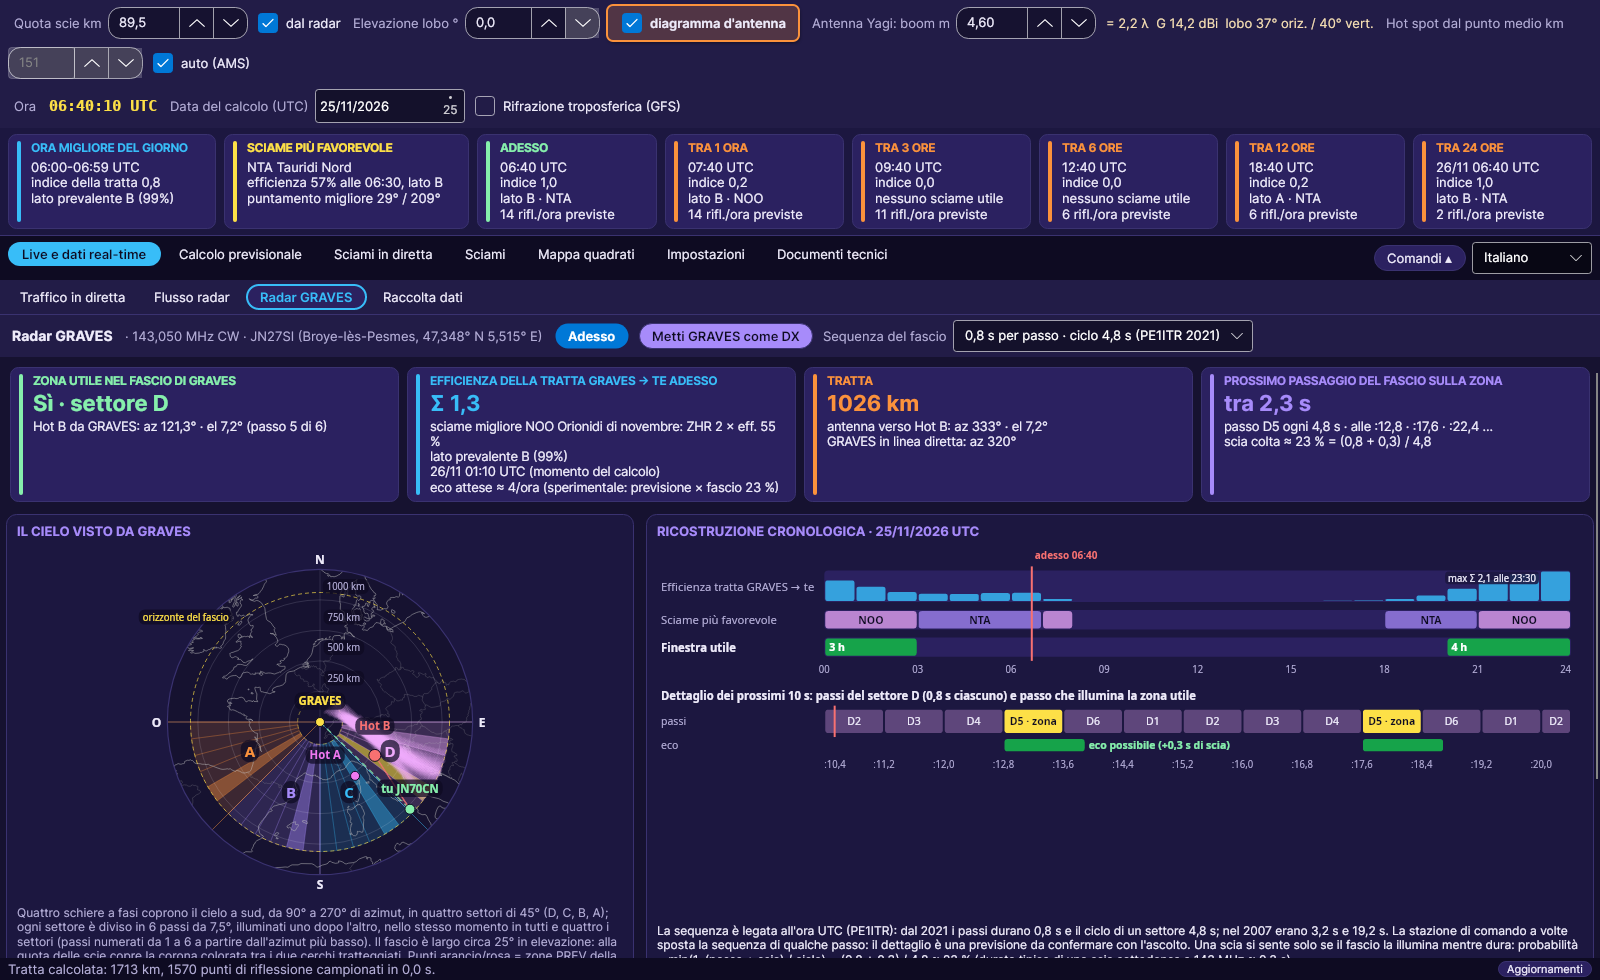 Quota scie km 89,5 dal radar Elevazione lobo ° 0,0 diagramma d'antenna Antenna Yagi: boom m 4,60 = 2,2 λ G 14,2 dBi lobo 37° oriz. / 40° vert. Hot spot dal punto medio km
151 auto (AMS)
Ora 06:40:10 UTC Data del calcolo (UTC) 25/11/2026 25 Rifrazione troposferica (GFS)
ORA MIGLIORE DEL GIORNO
06:00-06:59 UTC
indice della tratta 0,8
lato prevalente B (99%)
SCIAME PIÙ FAVOREVOLE
NTA Tauridi Nord
efficienza 57% alle 06:30, lato B
puntamento migliore 29° / 209°
ADESSO
06:40 UTC
indice 1,0
lato B · NTA
14 rifl./ora previste
TRA 1 ORA
07:40 UTC
indice 0,2
lato B · NOO
14 rifl./ora previste
TRA 3 ORE
09:40 UTC
indice 0,0
nessuno sciame utile
11 rifl./ora previste
TRA 6 ORE
12:40 UTC
indice 0,0
nessuno sciame utile
6 rifl./ora previste
TRA 12 ORE
18:40 UTC
indice 0,2
lato A · NTA
6 rifl./ora previste
TRA 24 ORE
26/11 06:40 UTC
indice 1,0
lato B · NTA
2 rifl./ora previste
Live e dati real-time Calcolo previsionale Sciami in diretta Sciami Mappa quadrati Impostazioni Documenti tecnici Comandi ▴ Italiano
Traffico in diretta Flusso radar Radar GRAVES Raccolta dati
Radar GRAVES · 143,050 MHz CW · JN27SI (Broye-lès-Pesmes, 47,348° N 5,515° E) Adesso Metti GRAVES come DX Sequenza del fascio 0,8 s per passo · ciclo 4,8 s (PE1ITR 2021)
ZONA UTILE NEL FASCIO DI GRAVES
Sì · settore D
Hot B da GRAVES: az 121,3° · el 7,2° (passo 5 di 6)
EFFICIENZA DELLA TRATTA GRAVES → TE ADESSO
Σ 1,3
sciame migliore NOO Orionidi di novembre: ZHR 2 × eff. 55
%
lato prevalente B (99%)
26/11 01:10 UTC (momento del calcolo)
eco attese ≈ 4/ora (sperimentale: previsione × fascio 23 %)
TRATTA
1026 km
antenna verso Hot B: az 333° · el 7,2°
GRAVES in linea diretta: az 320°
PROSSIMO PASSAGGIO DEL FASCIO SULLA ZONA
tra 2,3 s
passo D5 ogni 4,8 s · alle :12,8 · :17,6 · :22,4 ...
scia colta ≈ 23 % = (0,8 + 0,3) / 4,8
IL CIELO VISTO DA GRAVES
N
1000 km
orizzonte del fascio
750 km
500 km
250 km
GRAVES
O
E
Hot B
A
Hot A
D
B
C
tu JN70CN
S
Quattro schiere a fasi coprono il cielo a sud, da 90° a 270° di azimut, in quattro settori di 45° (D, C, B, A);
ogni settore è diviso in 6 passi da 7,5°, illuminati uno dopo l'altro, nello stesso momento in tutti e quattro i
settori (passi numerati da 1 a 6 a partire dall'azimut più basso). Il fascio è largo circa 25° in elevazione: alla
quota delle scie copre la corona colorata tra i due cerchi tratteggiati. Punti arancio/rosa = zone PREV della
RICOSTRUZIONE CRONOLOGICA · 25/11/2026 UTC
adesso 06:40
Efficienza tratta GRAVES → te
max Σ 2,1 alle 23:30
Sciame più favorevole NOO NTA NTA NOO
Finestra utile 3 h 4 h
00 03 06 09 12 15 18 21 24
Dettaglio dei prossimi 10 s: passi del settore D (0,8 s ciascuno) e passo che illumina la zona utile
passi D2 D3 D4 D5 · zona D6 D1 D2 D3 D4 D5 · zona D6 D1 D2
eco eco possibile (+0,3 s di scia)
:10,4 :11,2 :12,0 :12,8 :13,6 :14,4 :15,2 :16,0 :16,8 :17,6 :18,4 :19,2 :20,0
La sequenza è legata all'ora UTC (PE1ITR): dal 2021 i passi durano 0,8 s e il ciclo di un settore 4,8 s; nel 2007 erano 3,2 s e 19,2 s. La stazione di comando a volte
sposta la sequenza di qualche passo: il dettaglio è una previsione da confermare con l'ascolto. Una scia si sente solo se il fascio la illumina mentre dura: probabilità
Tratta calcolata: 1713 km, 1570 punti di riflessione campionati in 0,0 s.
Aggiornamenti